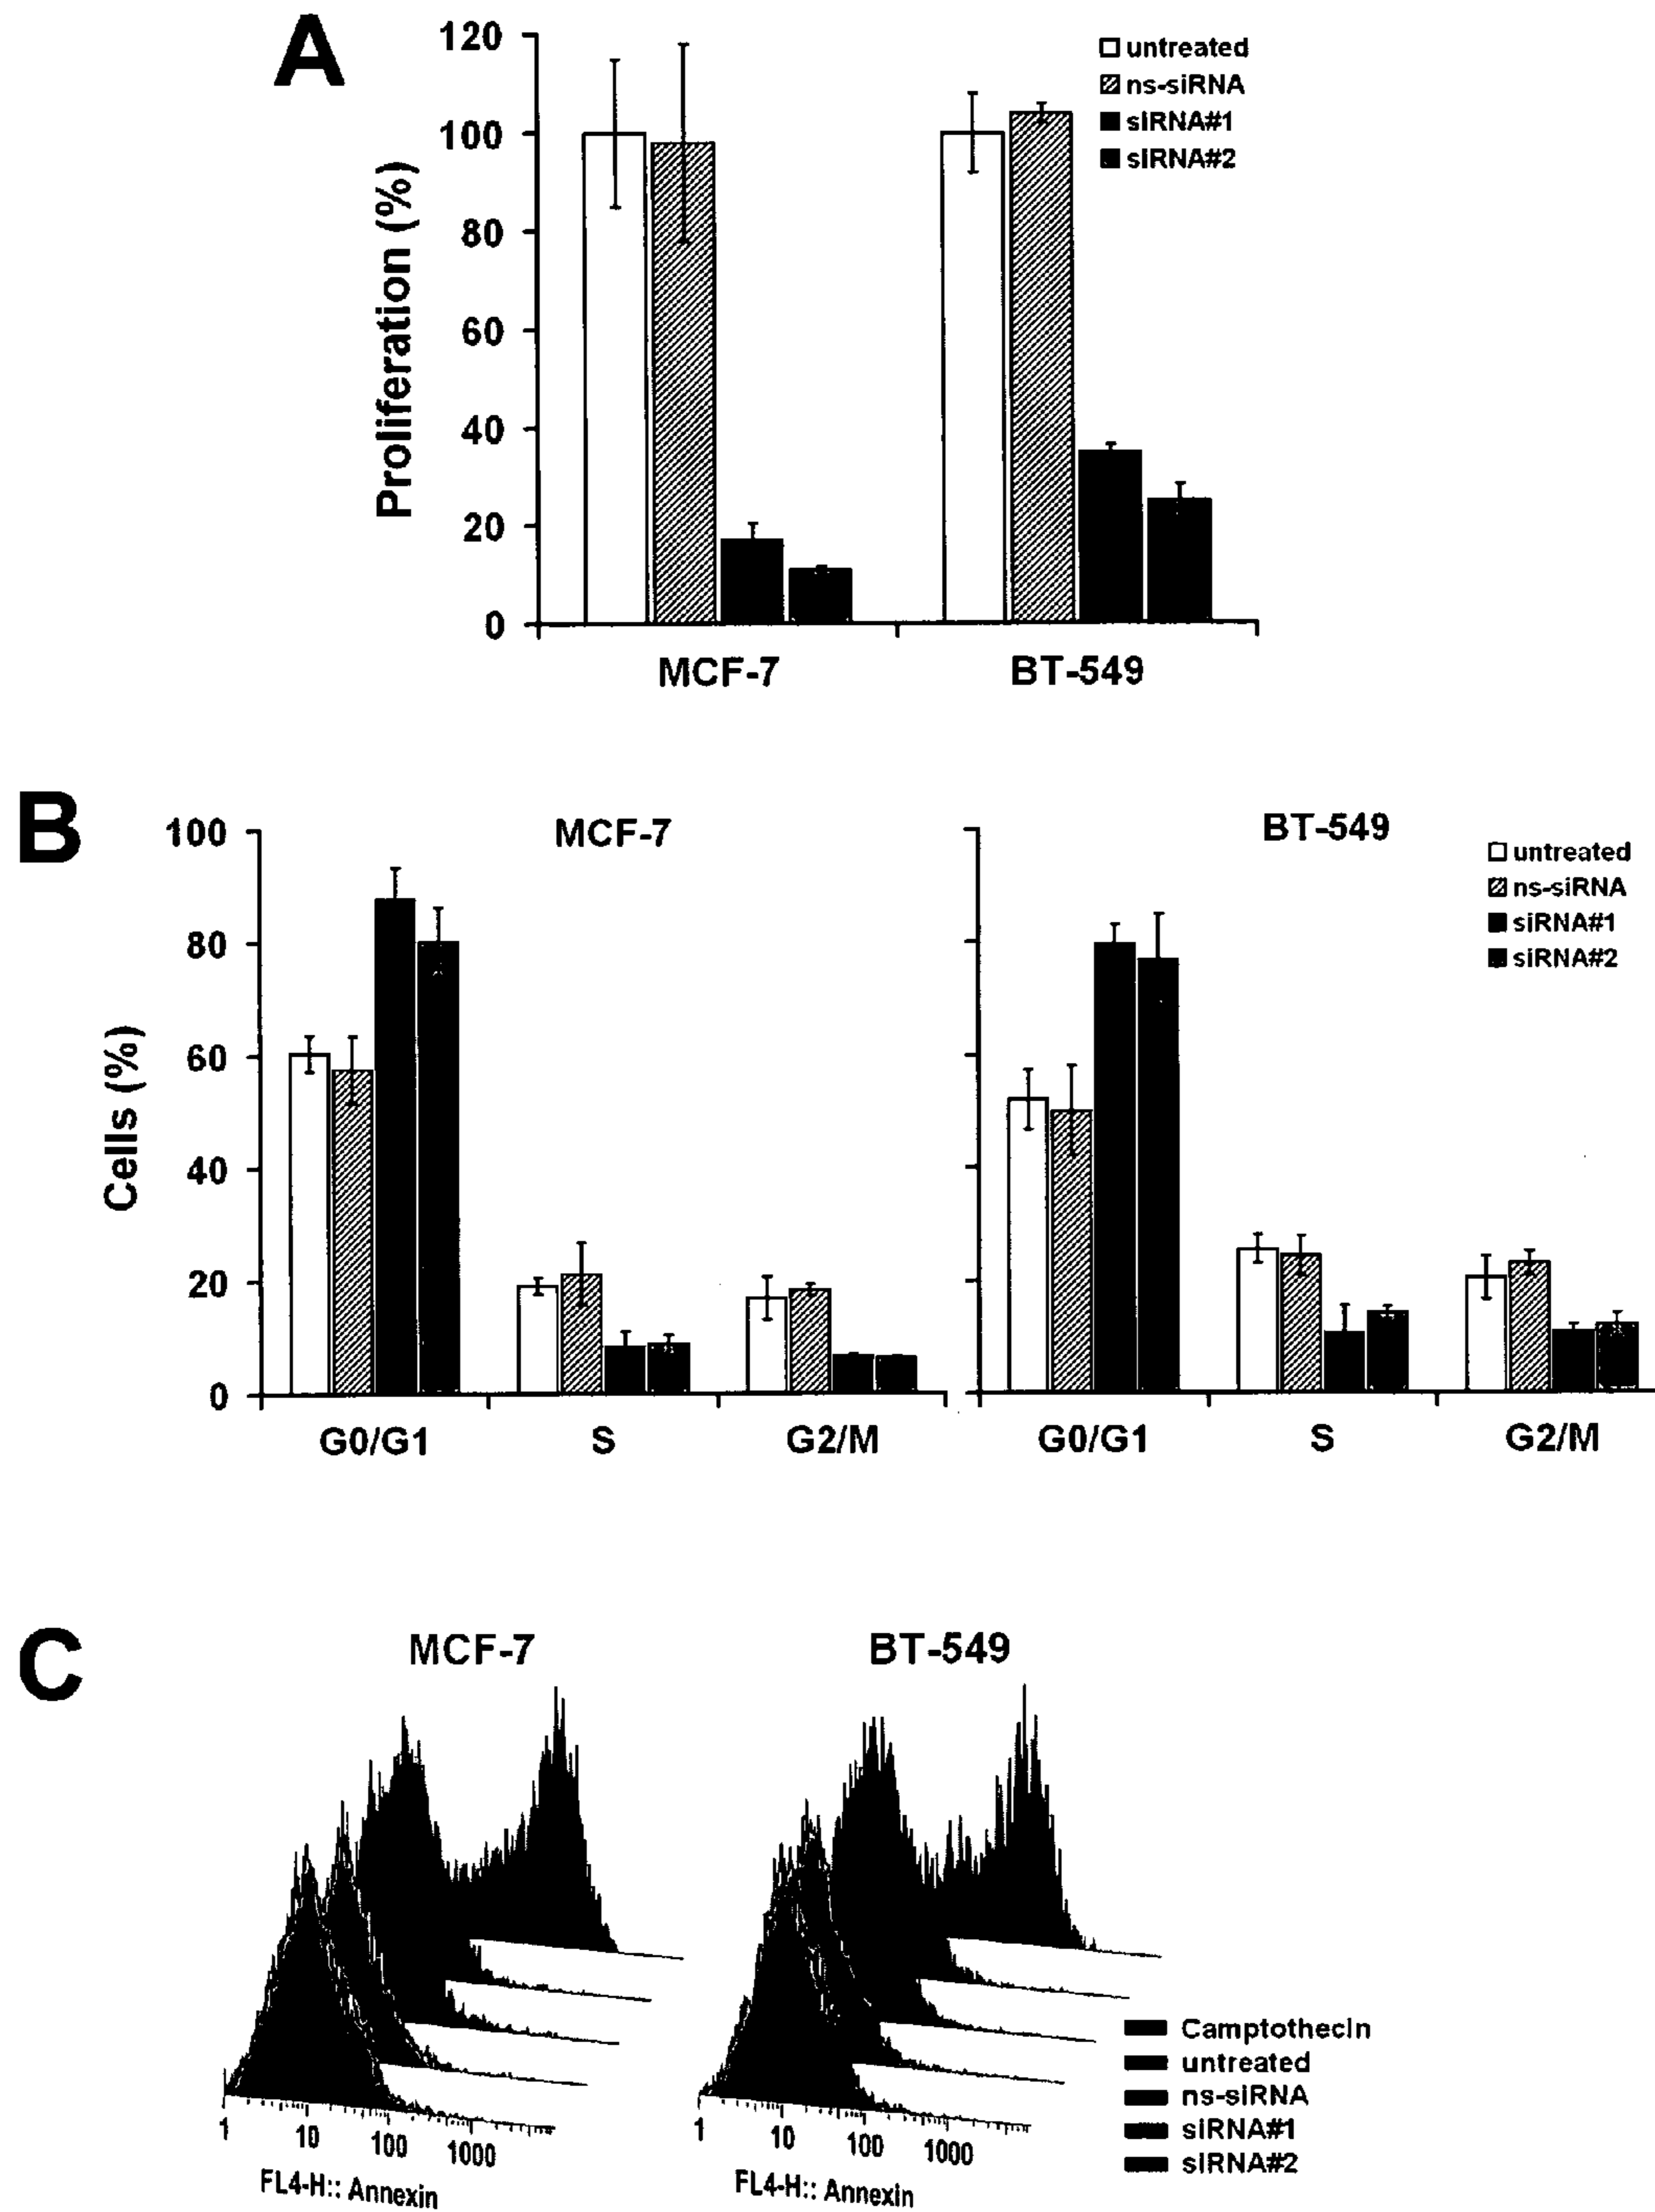 A
120
100
80
60
40
20
0
Proliferation (%)
untreated
ns-siRNA
siRNA#1
siRNA#2
MCF-7
BT-549
B
100
80
60
40
20
0
Cells (%)
MCF-7
BT-549
untreated
ns-siRNA
siRNA#1
siRNA#2
G0/G1
S
G2/M
G0/G1
S
G2/M
C
MCF-7
BT-549
Camptothecin
untreated
ns-siRNA
siRNA#1
siRNA#2
1
10
100
1000
FL4-H:: Annexin
1
10
100
1000
FL4-H:: Annexin